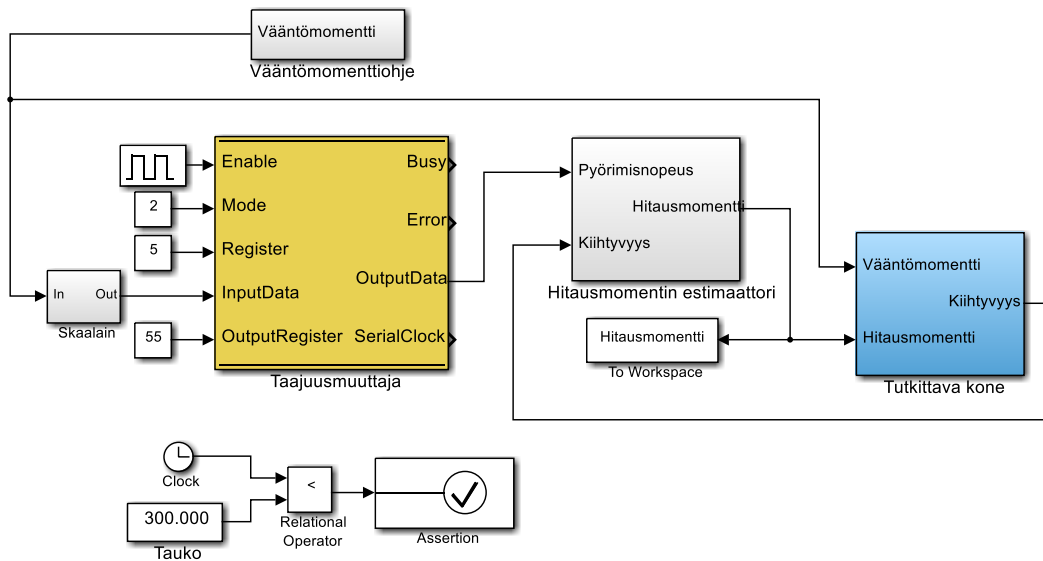 Vääntömomentti
Vääntömomenttiohje
Enable
Busy
Mode
2
Error
Register
5
InputData
OutputData
In
Out
Skaalain
OutputRegister
55
SerialClock
Taajuusmuuttaja
Pyörimisnopeus
Hitausmomentti
Kiihtyvyys
Hitausmomentin estimaattori
Hitausmomentti
To Workspace
Vääntömomentti
Kiihtyvyys
Hitausmomentti
Tutkittava kone
Clock
300.000
Tauko
<
Relational
Operator
Assertion